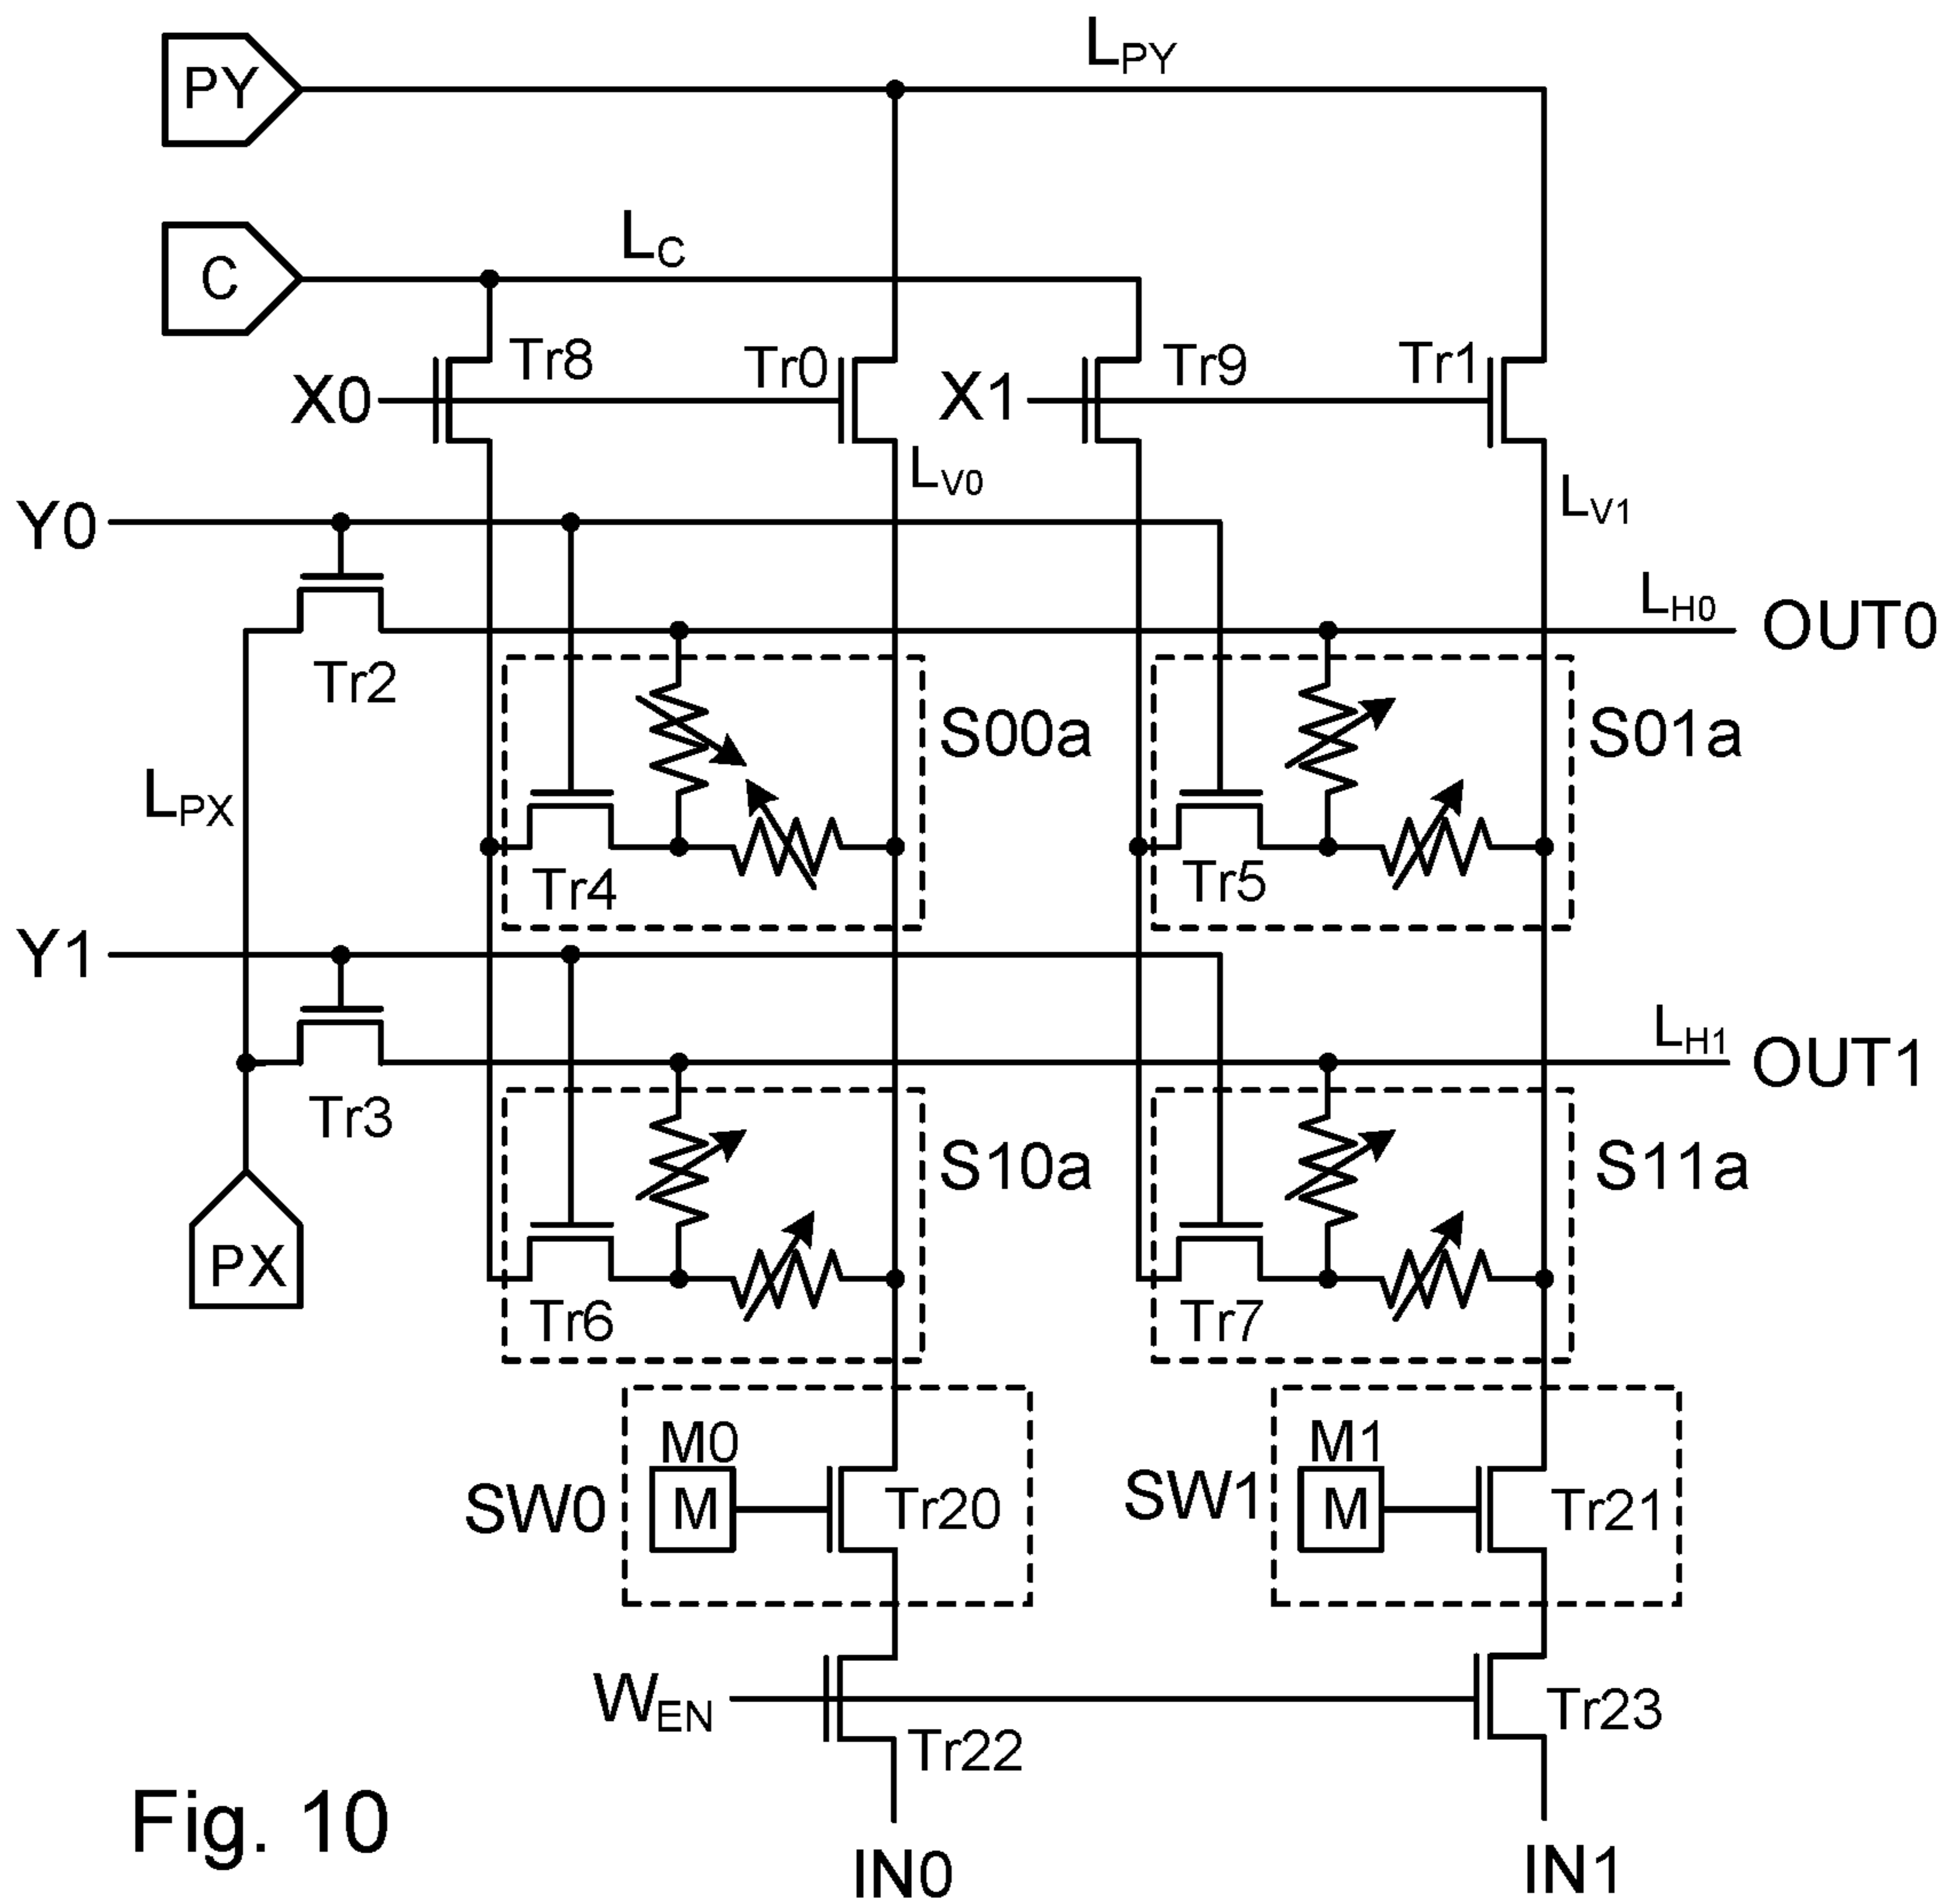 PY
LPY
C
LC
Tr8
Tr0
Tr9
Tr1
X0
X1
LV0
LV1
Y0
LH0
OUT0
Tr2
S00a
S01a
LPX
Tr4
Tr5
Y1
LH1
OUT1
Tr3
S10a
S11a
PX
Tr6
Tr7
M0
M1
SW0
M
Tr20
SW1
M
Tr21
WEN
Tr22
Tr23
Fig. 10
IN0
IN1